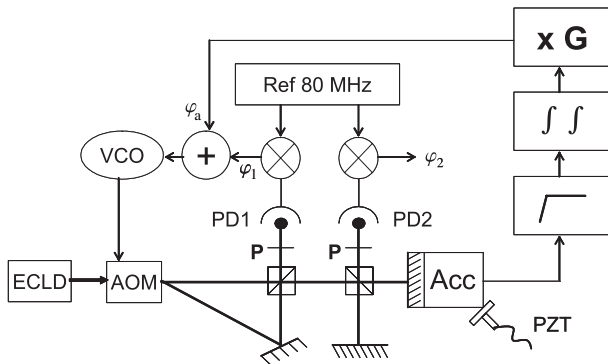 x G
Ref 80 MHz
φa
∫ ∫
VCO
+
φ1
φ2
PD1
PD2
P
P
ECLD
AOM
Acc
PZT